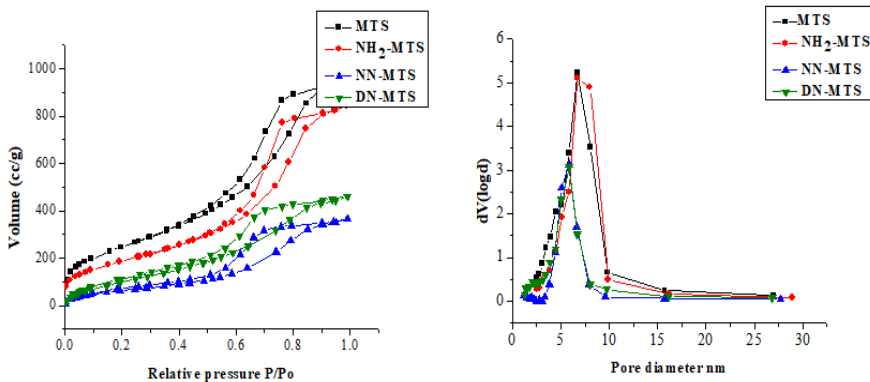 MTS
NH2-MTS
NN-MTS
DN-MTS
Volume (cc/g)
1000
800
600
400
200
0
0.0 0.2 0.4 0.6 0.8 1.0
Relative pressure P/Po
MTS
NH2-MTS
NN-MTS
DN-MTS
dV(logd)
6
5
4
3
2
1
0
0 5 10 15 20 25 30
Pore diameter nm